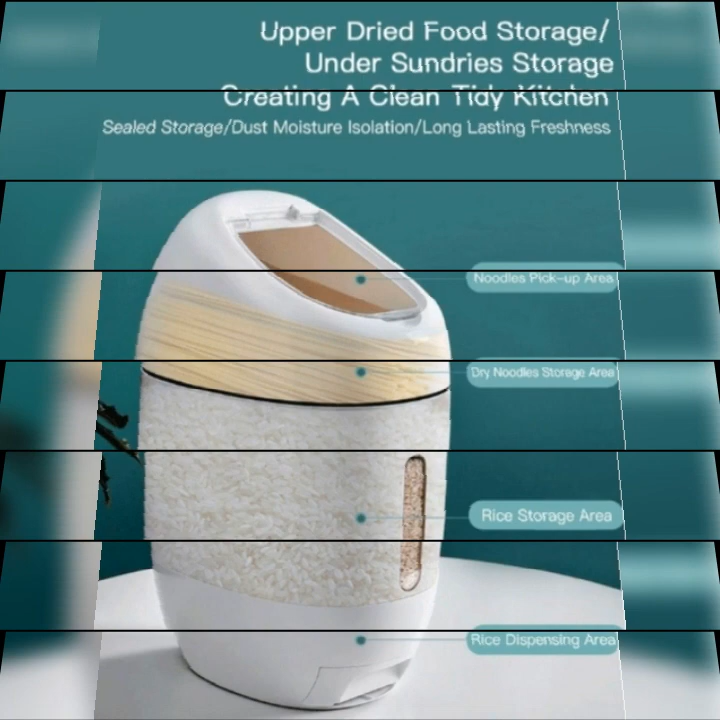 Upper Dried Food Storage/
Under Sundries Storage
Creating A Clean Tidy Kitchen
Sealed Storage/Dust Moisture Isolation/Long Lasting Freshness
Noodles Pick-up Area
Dry Noodles Storage Area
Rice Storage Area
Rice Dispensing Area